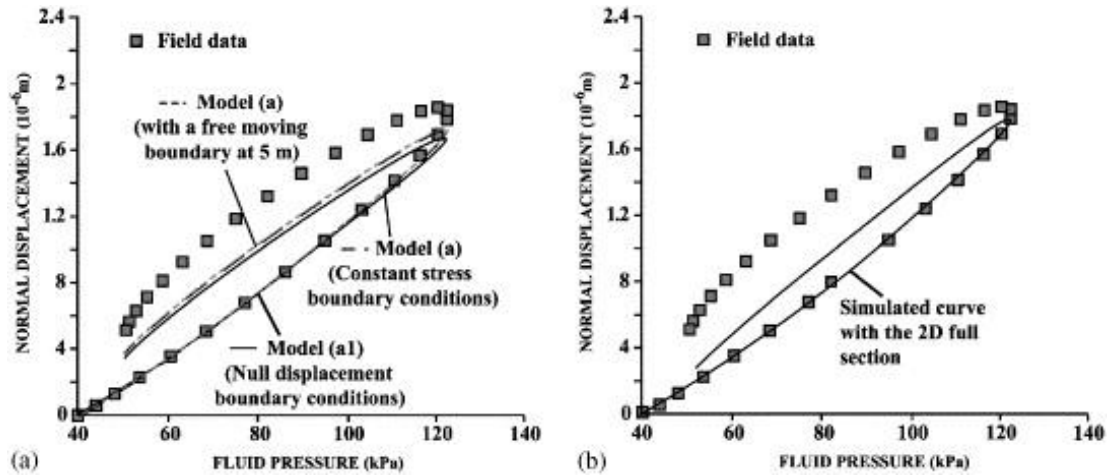 2.4
2
1.6
1.2
8
4
0
40
60
80
100
120
140
NORMAL DISPLACEMENT (10⁻⁶m)
FLUID PRESSURE (kPa)
Field data
Model (a)
(with a free moving
boundary at 5 m)
Model (a)
(Constant stress
boundary conditions)
Model (a1)
(Null displacement
boundary conditions)
(a)
2.4
2
1.6
1.2
8
4
0
40
60
80
100
120
140
NORMAL DISPLACEMENT (10⁻⁶m)
FLUID PRESSURE (kPa)
Field data
Simulated curve
with the 2D full
section
(b)